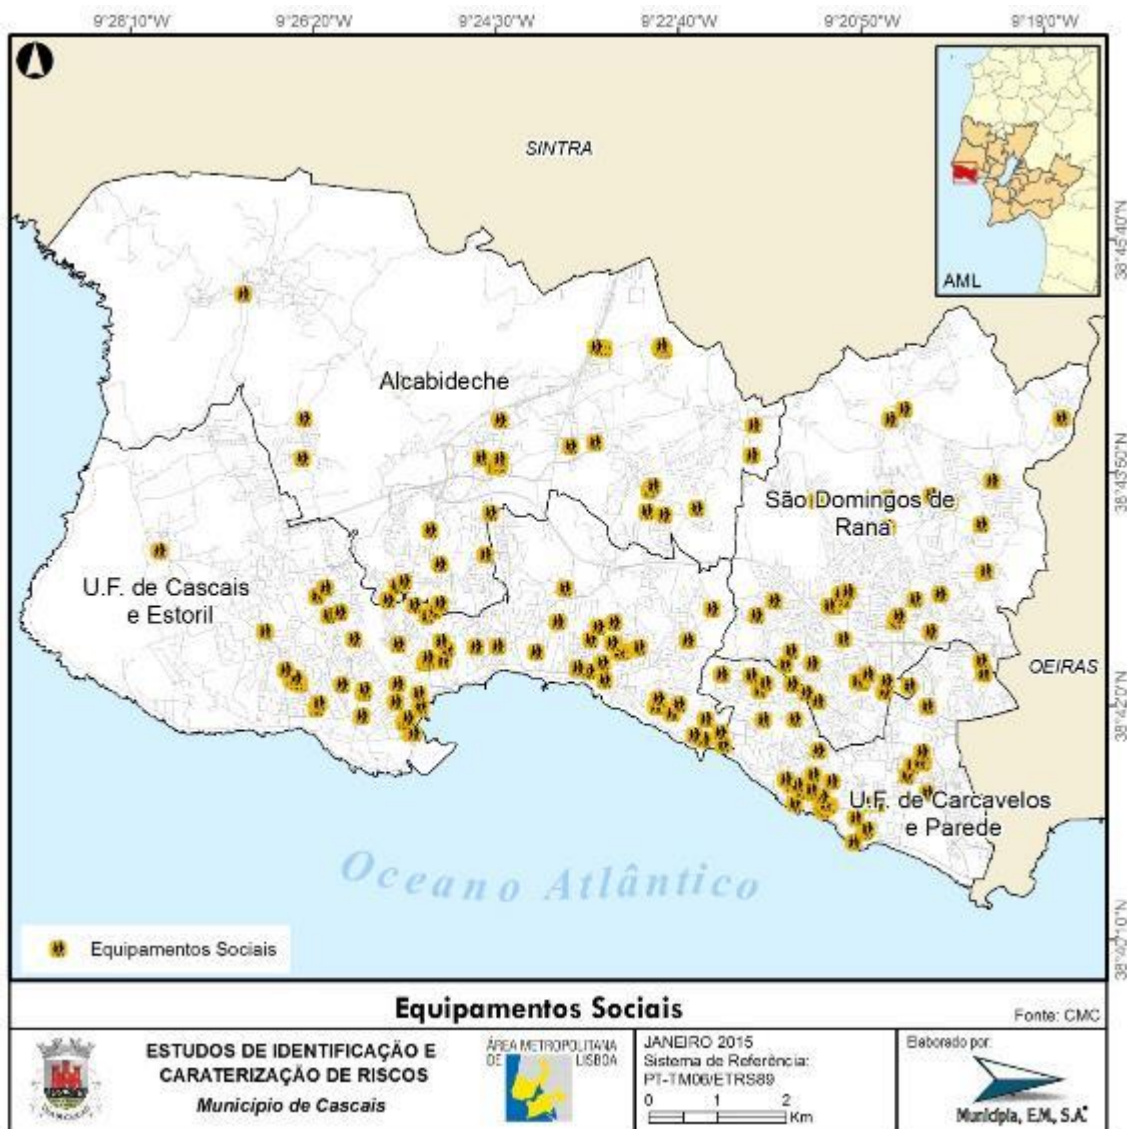 9°28'10"W 9°26'20"W 9°24'30"W 9°22'40"W 9°20'50"W 9°19'0"W
SINTRA
AML
38°45'40"N
Alcabideche
38°43'50"N
São Domingos de
Rana
U.F. de Cascais
e Estoril
OEIRAS
38°42'0"N
U.F. de Carcavelos
e Parede
Oceano Atlântico
38°40'10"N
Equipamentos Sociais
Equipamentos Sociais
Fonte: CMC
CASCAIS
ESTUDOS DE IDENTIFICAÇÃO E
CARATERIZAÇÃO DE RISCOS
Município de Cascais
ÁREA METROPOLITANA
DE LISBOA
JANEIRO 2015
Sistema de Referência:
PT-TM06/ETRS89
0 1 2
Km
Elaborado por:
Municípia, E.M., S.A.